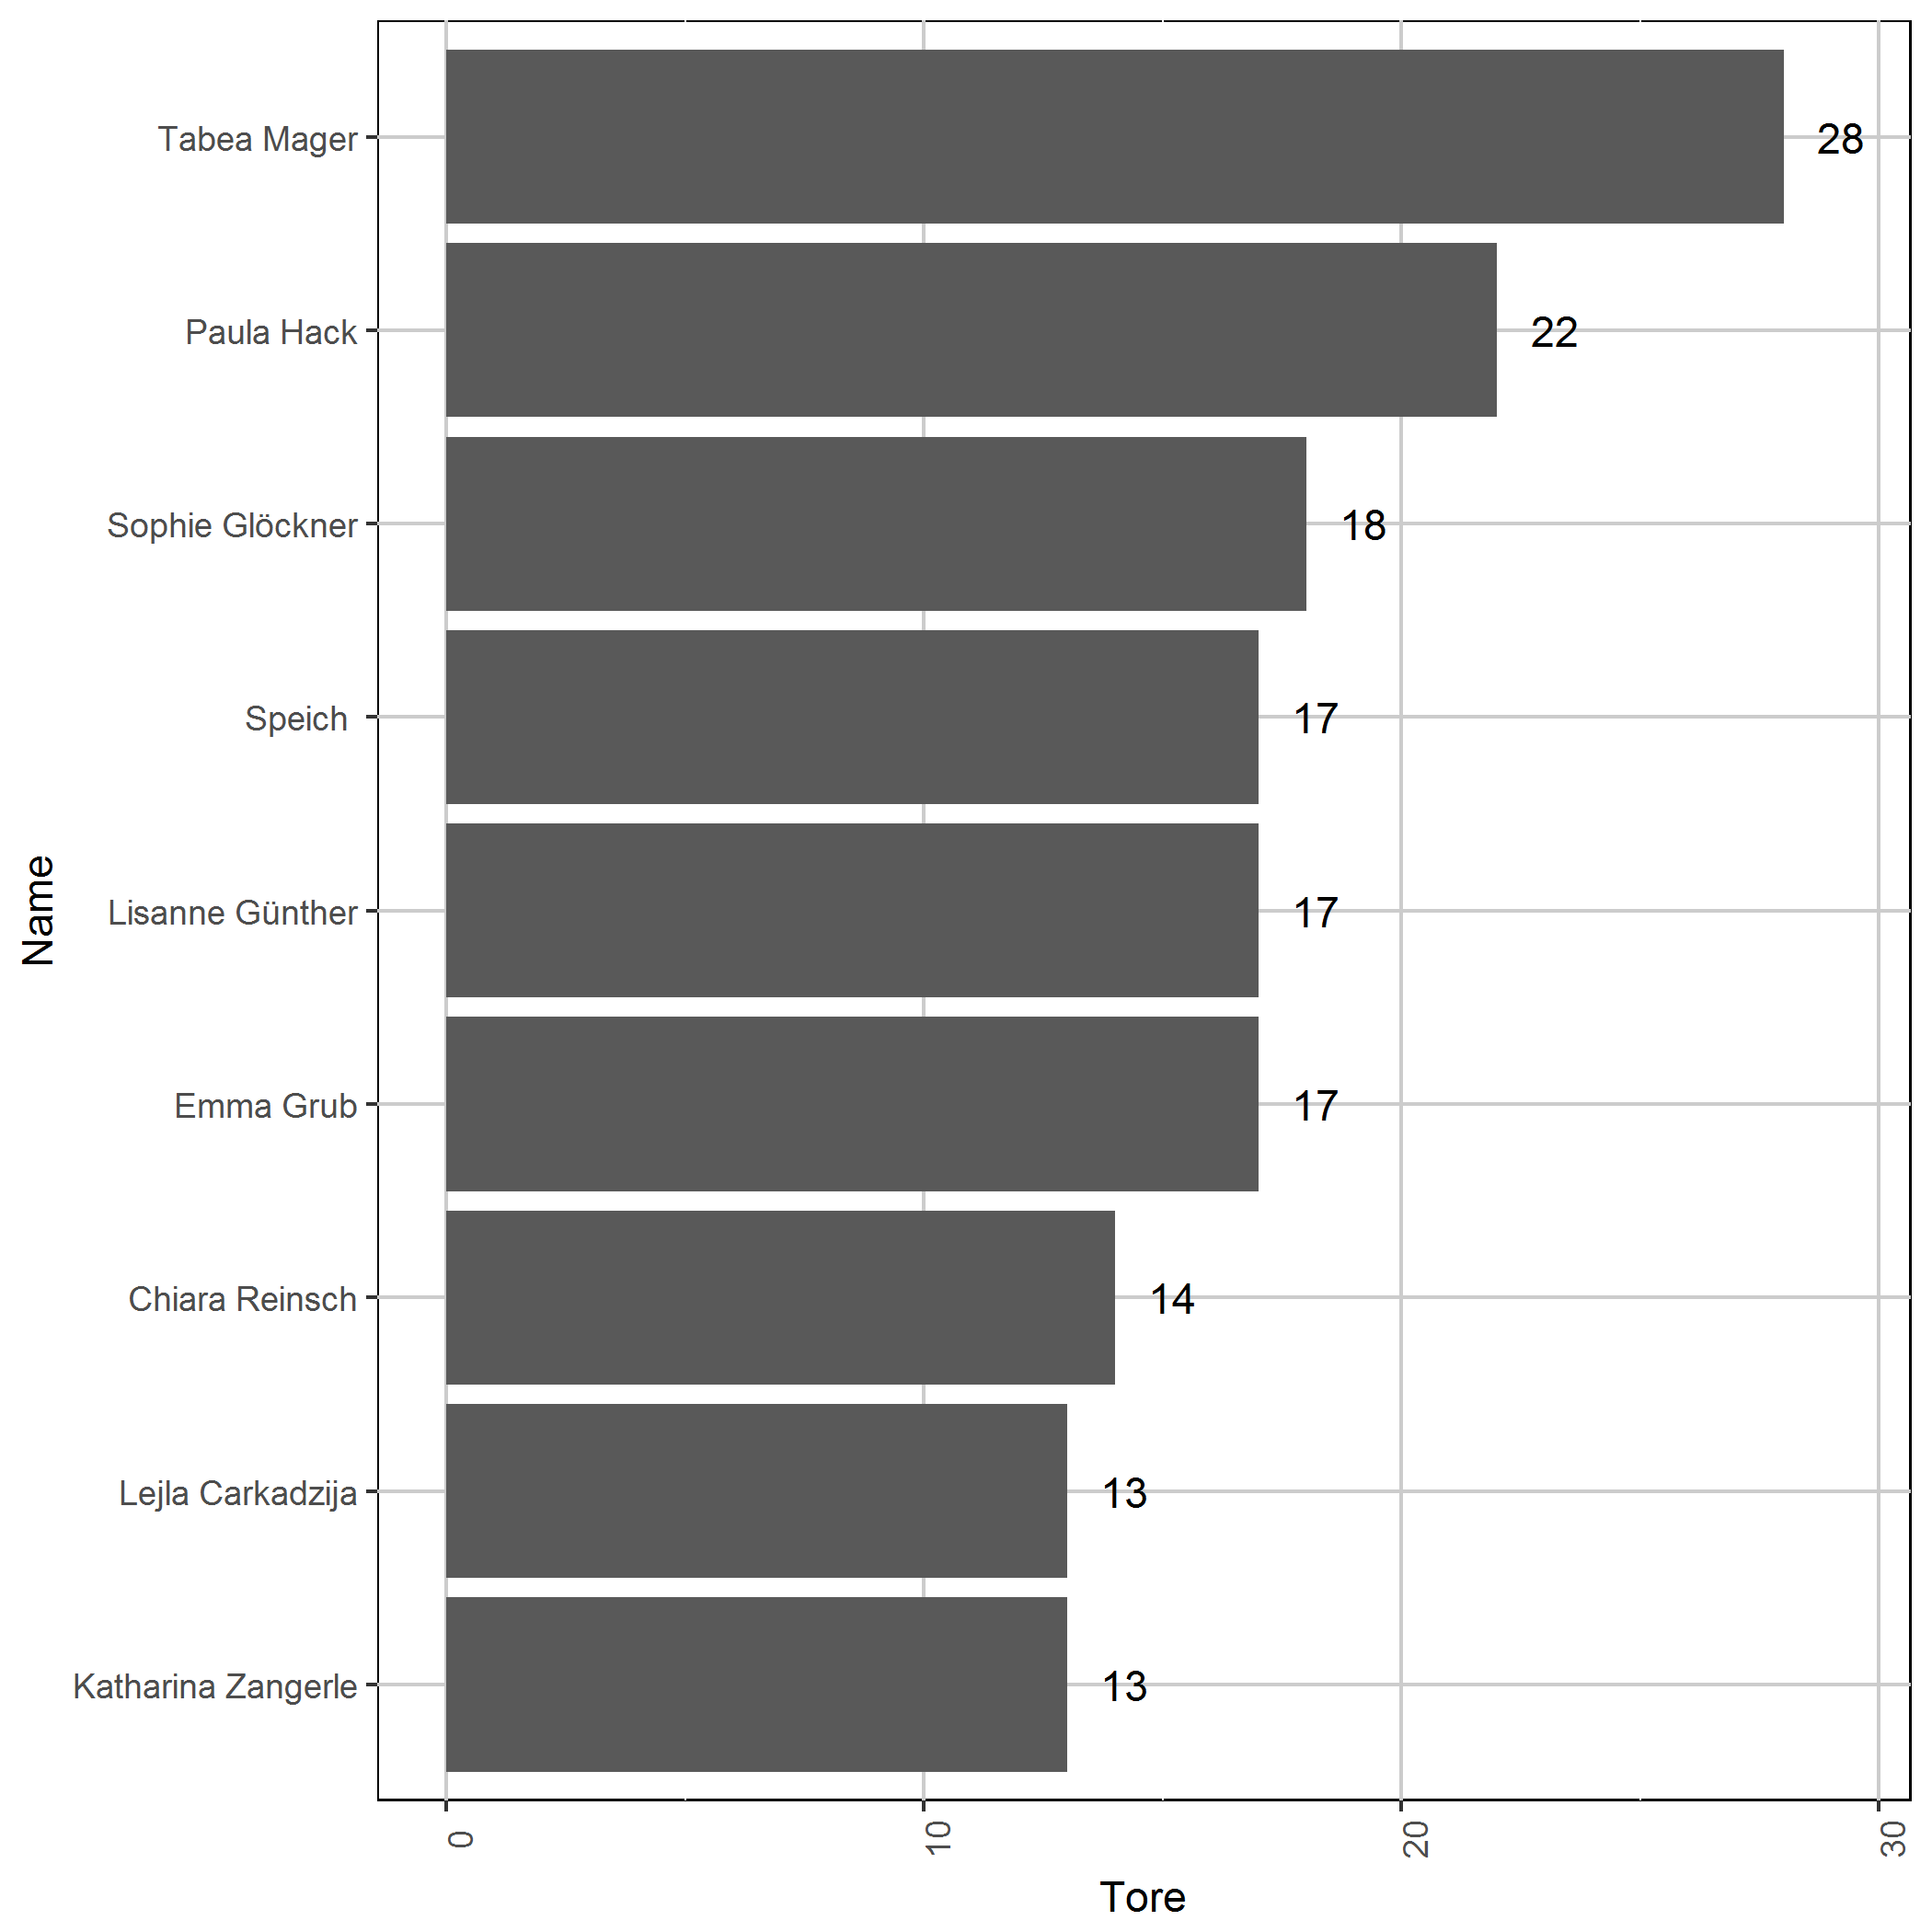 Name
Tabea Mager 28
Paula Hack 22
Sophie Glöckner 18
Speich 17
Lisanne Günther 17
Emma Grub 17
Chiara Reinsch 14
Lejla Carkadzija 13
Katharina Zangerle 13
0 10 20 30
Tore